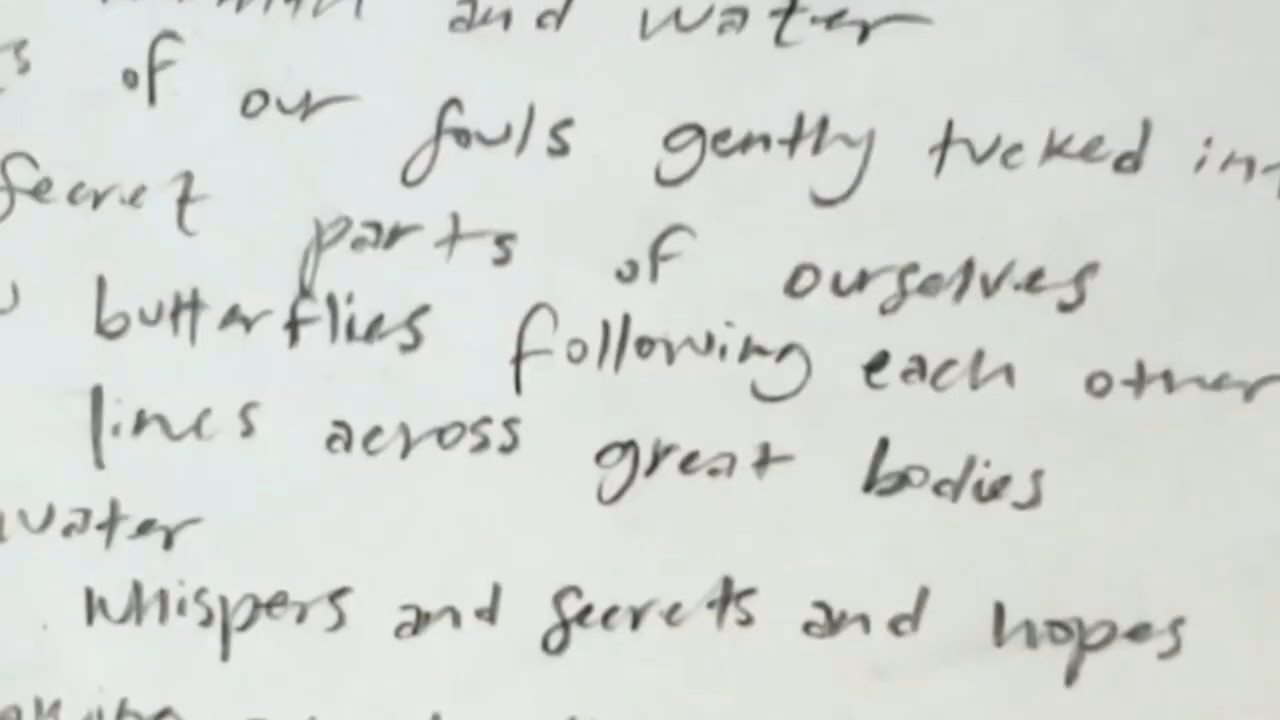 and water
of our souls gently tucked in
secret parts of ourselves
butterflies following each other
lines across great bodies
water
whispers and secrets and hopes